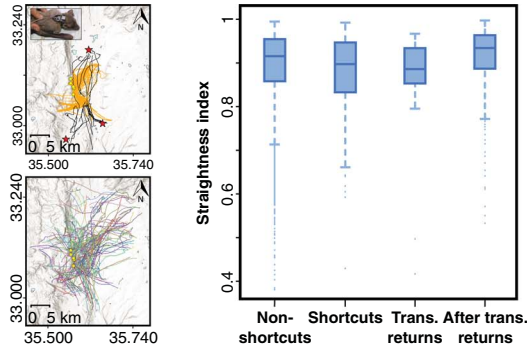 33.240
N
33.000
0 5 km
35.500 35.740
33.240
N
33.000
0 5 km
35.500 35.740
Straightness index
1
0.8
0.6
0.4
Non-
shortcuts
Shortcuts
Trans.
returns
After trans.
returns